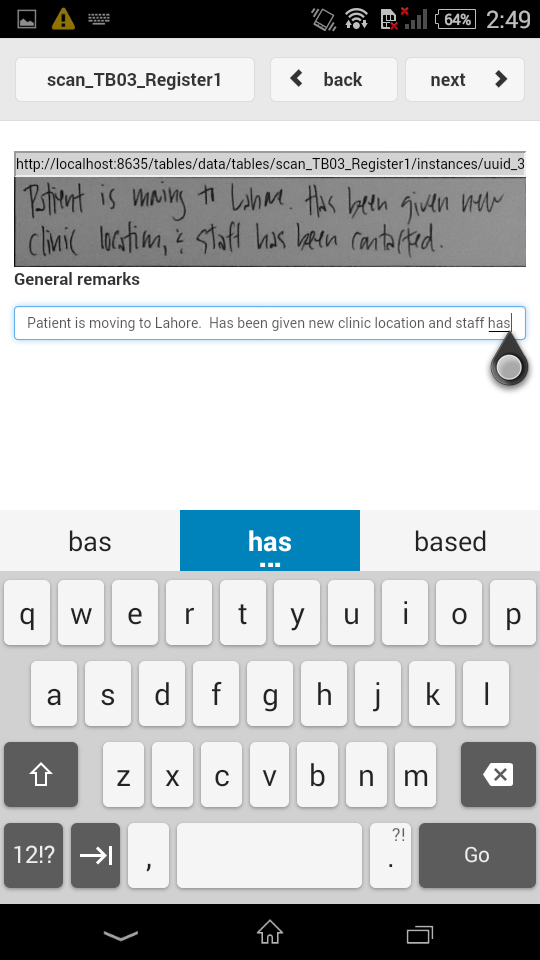 64% 2:49
scan_TB03_Register1 back next
http://localhost:8635/tables/data/tables/scan_TB03_Register1/instances/uuid_3
Patient is moving to Lahore. Has been given new
clinic location, & staff has been contacted.
General remarks
Patient is moving to Lahore.  Has been given new clinic location and staff has
bas has based
q w e r t y u i o p
a s d f g h j k l
z x c v b n m
12!? , ?! . Go